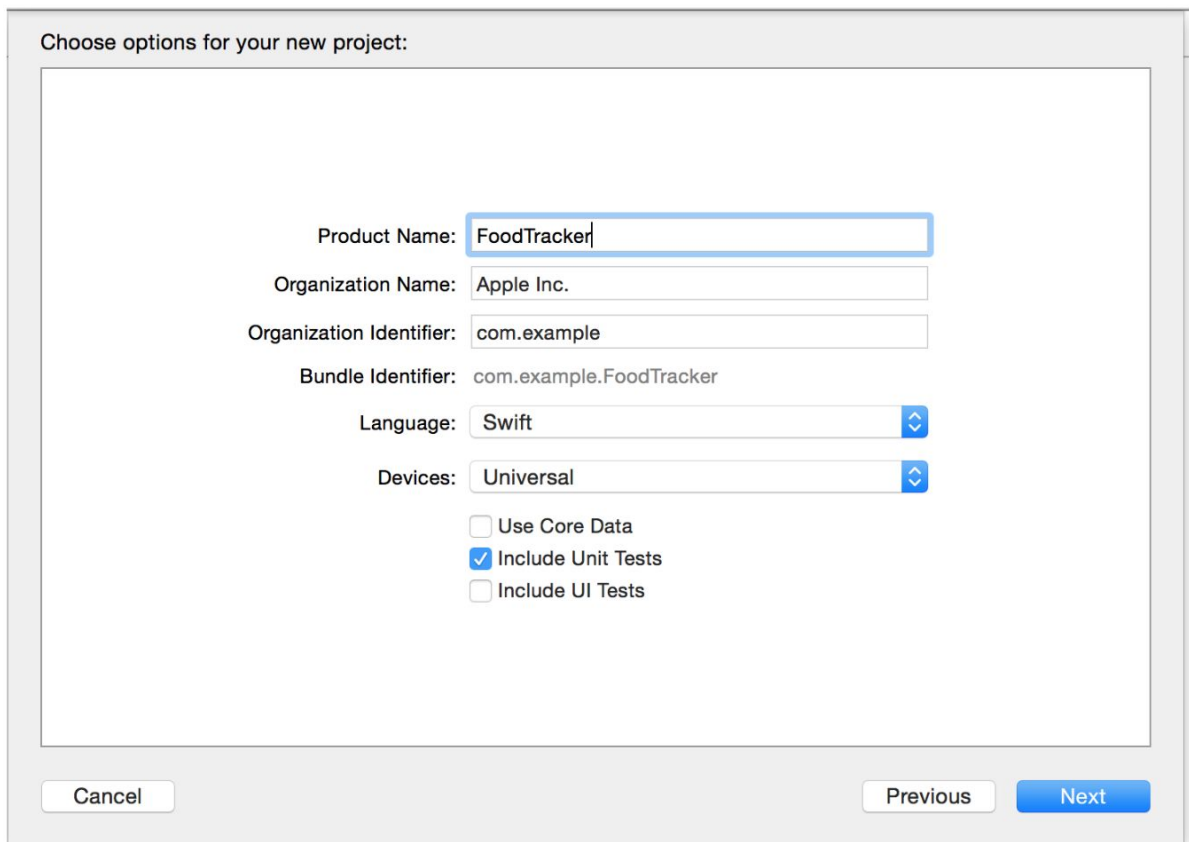 Choose options for your new project:
Product Name: FoodTracker
Organization Name: Apple Inc.
Organization Identifier: com.example
Bundle Identifier: com.example.FoodTracker
Language: Swift
Devices: Universal
Use Core Data
Include Unit Tests
Include UI Tests
Cancel Previous Next